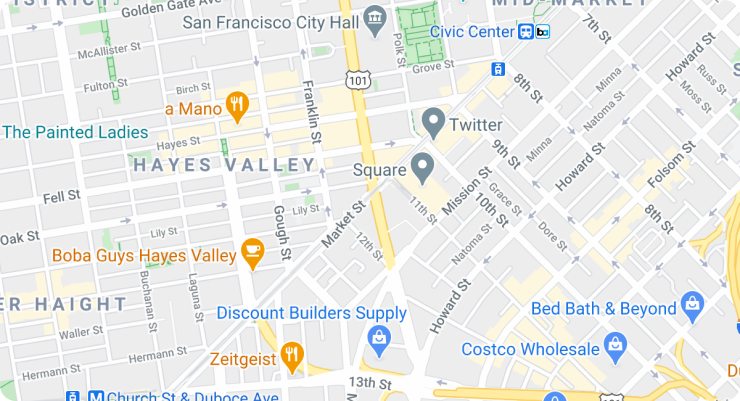 STRICT
Golden Gate Ave
MID-MARKET
San Francisco City Hall
Polk St
Civic Center
7th St
McAllister St
Howard St
Fulton St
101
Grove St
Minna
Russ St
Birch St
8th St
Moss St
a Mano
Franklin St
Natoma St
Twitter
The Painted Ladies
Hayes St
9th St
Minna
HAYES VALLEY
Square
Howard St
Folsom St
Fell St
Mission St
10th St
Grace St
8th St
Lily St
Gough St
Market St
11th St
Dore St
Oak St
Lily St
12th St
Natoma St
Boba Guys Hayes Valley
Buchanan St
Laguna St
ER HAIGHT
Discount Builders Supply
Howard St
Bed Bath & Beyond
Waller St
Costco Wholesale
Hermann St
Zeitgeist
Hermann St
13th St
Church St & Duboce Ave
101